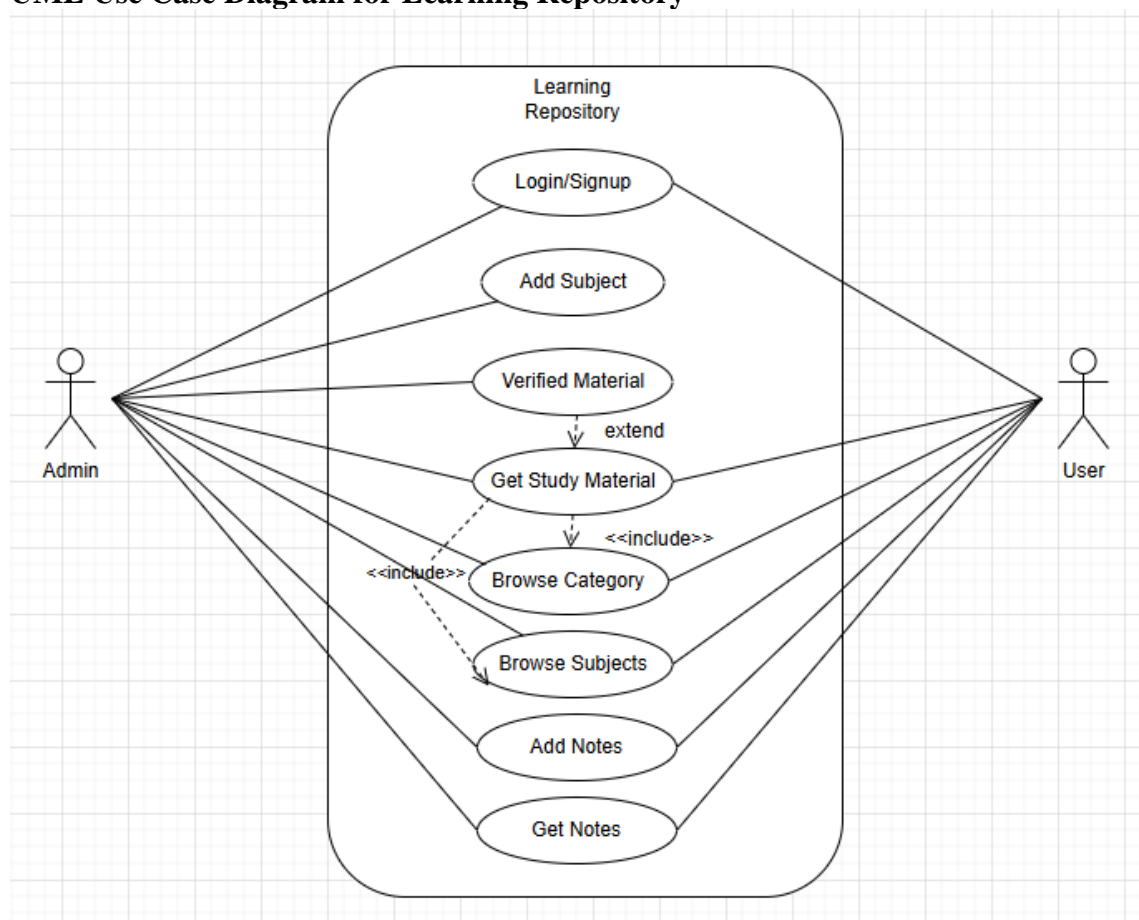 UML Use Case Diagram for Learning Repository
Learning
Repository
Login/Signup
Add Subject
Verified Material
extend
Admin
User
Get Study Material
<<include>>
<<include>>
Browse Category
Browse Subjects
Add Notes
Get Notes